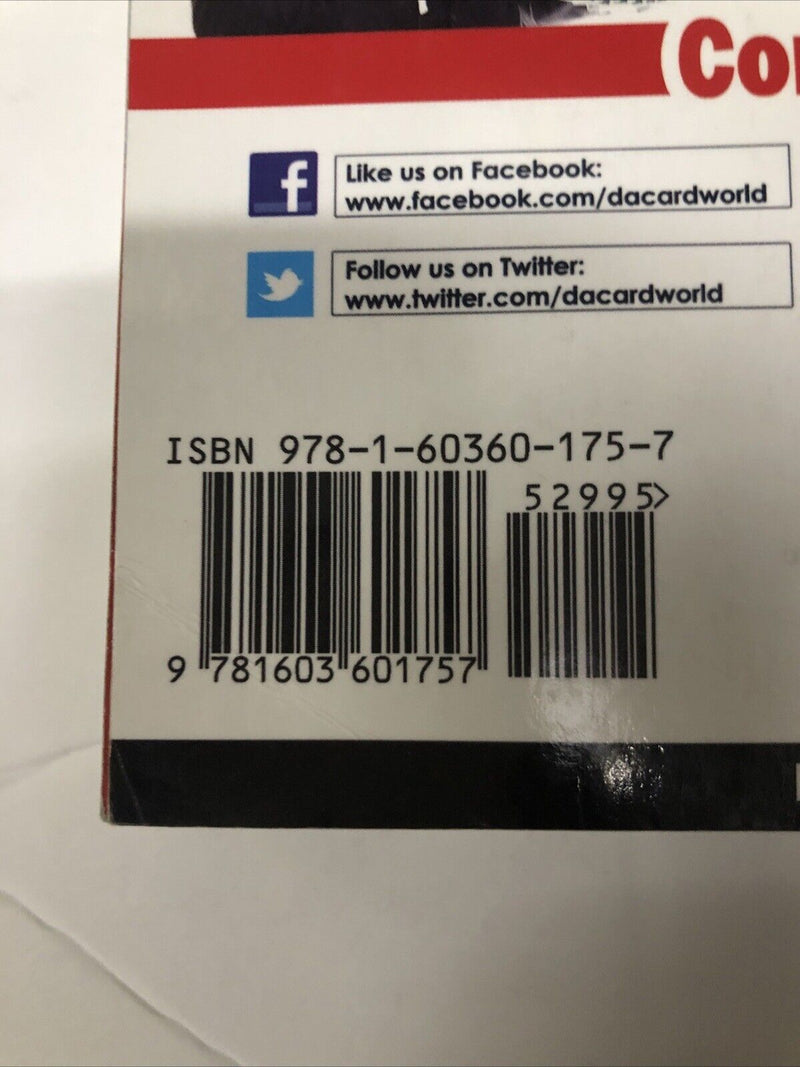 Co
Like us on Facebook:
www.facebook.com/dacardworld
Follow us on Twitter:
www.twitter.com/dacardworld
ISBN 978-1-60360-175-7
52995>
9 781603 601757